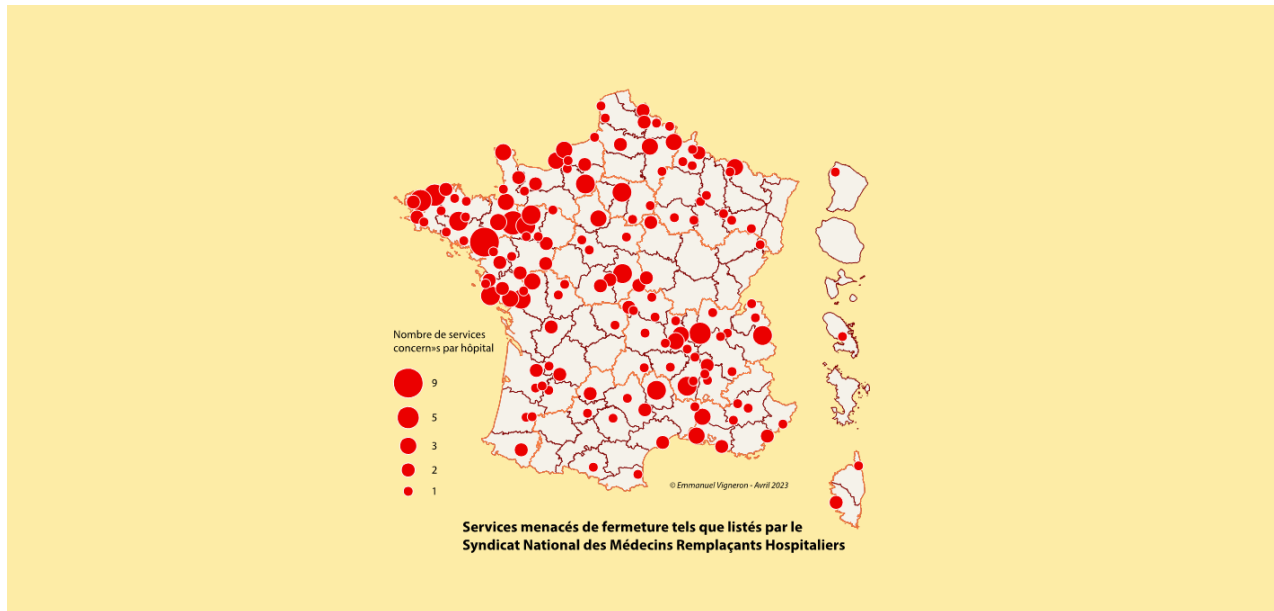 Nombre de services
concern»s par hôpital
9
5
3
2
1
© Emmanuel Vigneron - Avril 2023
Services menacés de fermeture tels que listés par le
Syndicat National des Médecins Remplaçants Hospitaliers